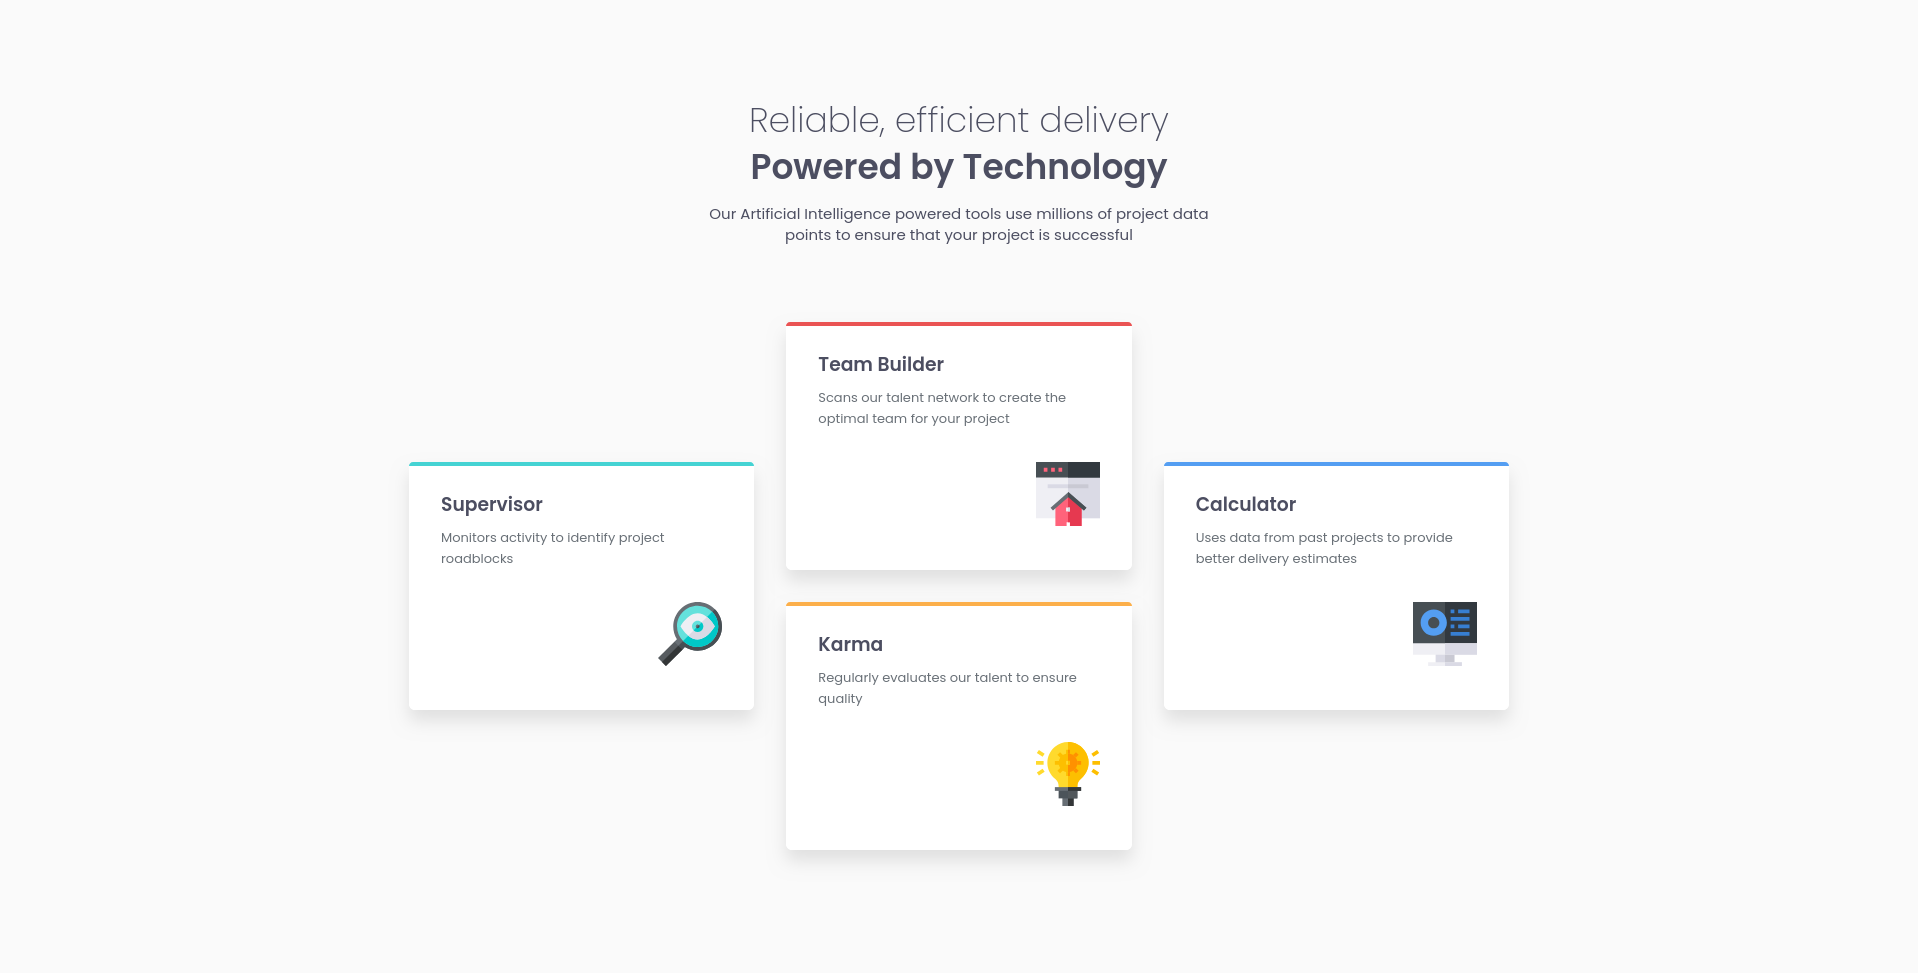 Reliable, efficient delivery
Powered by Technology
Our Artificial Intelligence powered tools use millions of project data
points to ensure that your project is successful
Supervisor
Monitors activity to identify project
roadblocks
Team Builder
Scans our talent network to create the
optimal team for your project
Karma
Regularly evaluates our talent to ensure
quality
Calculator
Uses data from past projects to provide
better delivery estimates